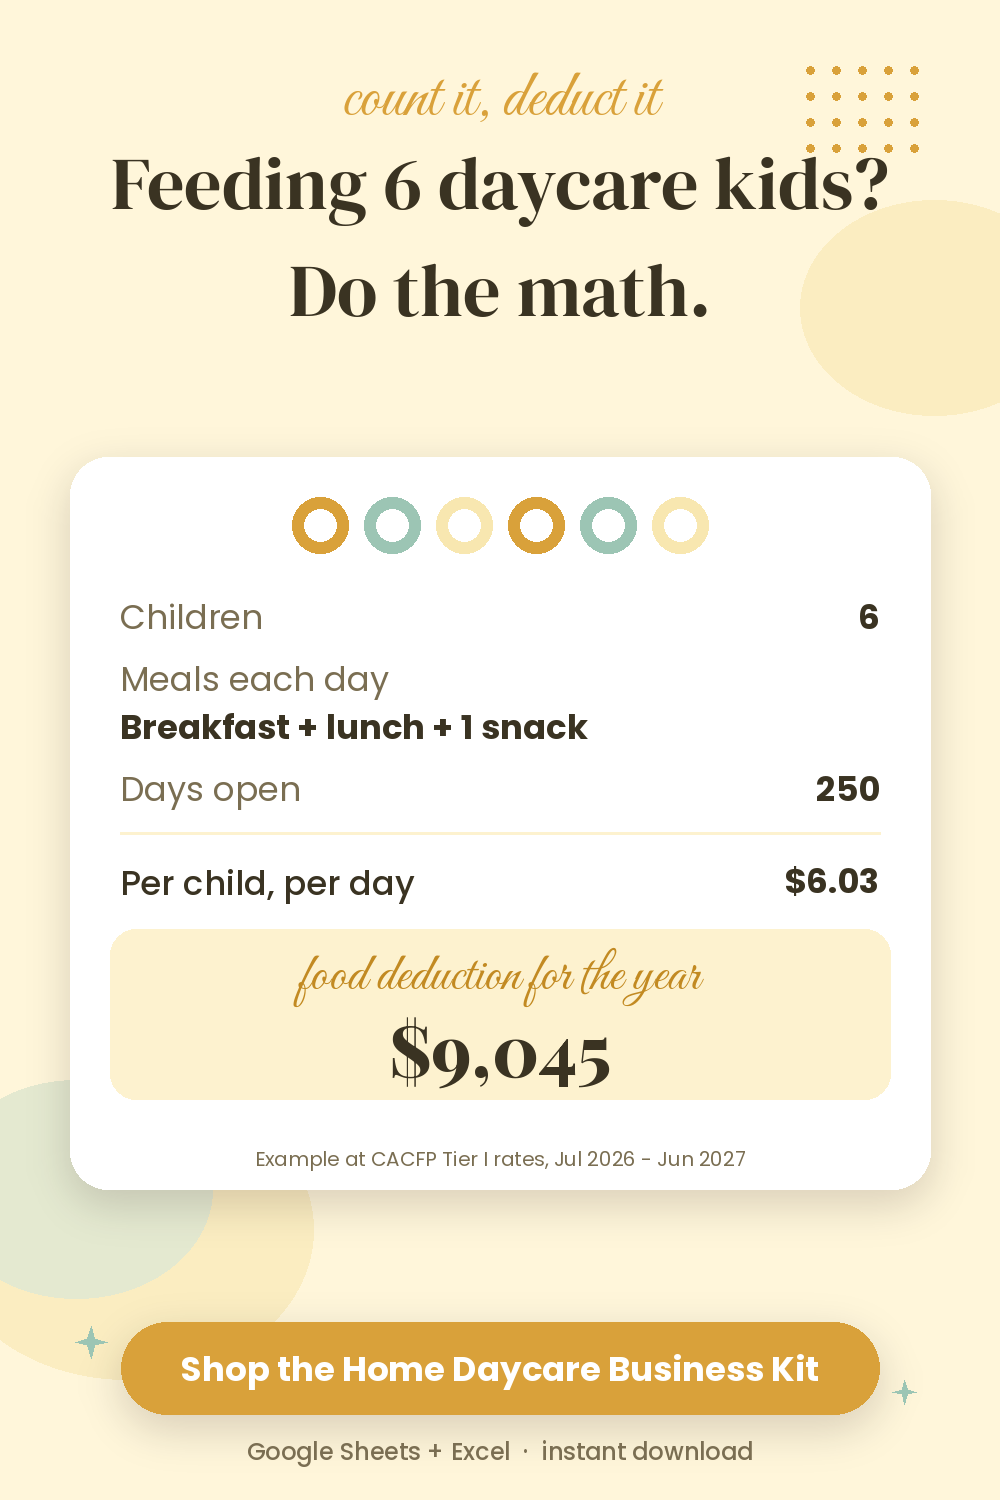 count it, deduct it
Feeding 6 daycare kids?
Do the math.
Children 6
Meals each day
Breakfast + lunch + 1 snack
Days open 250
Per child, per day $6.03
food deduction for the year
$9,045
Example at CACFP Tier I rates, Jul 2026 - Jun 2027
Shop the Home Daycare Business Kit
Google Sheets + Excel · instant download